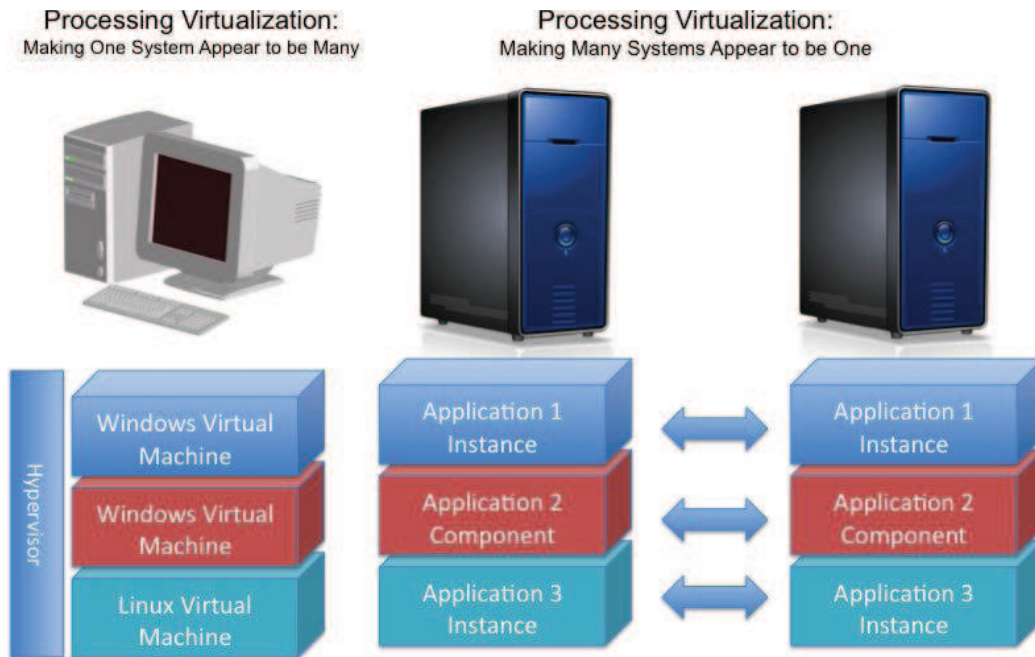 Processing Virtualization:
Making One System Appear to be Many
Processing Virtualization:
Making Many Systems Appear to be One
Hypervisor
Windows Virtual
Machine
Windows Virtual
Machine
Linux Virtual
Machine
Application 1
Instance
Application 2
Component
Application 3
Instance
Application 1
Instance
Application 2
Component
Application 3
Instance